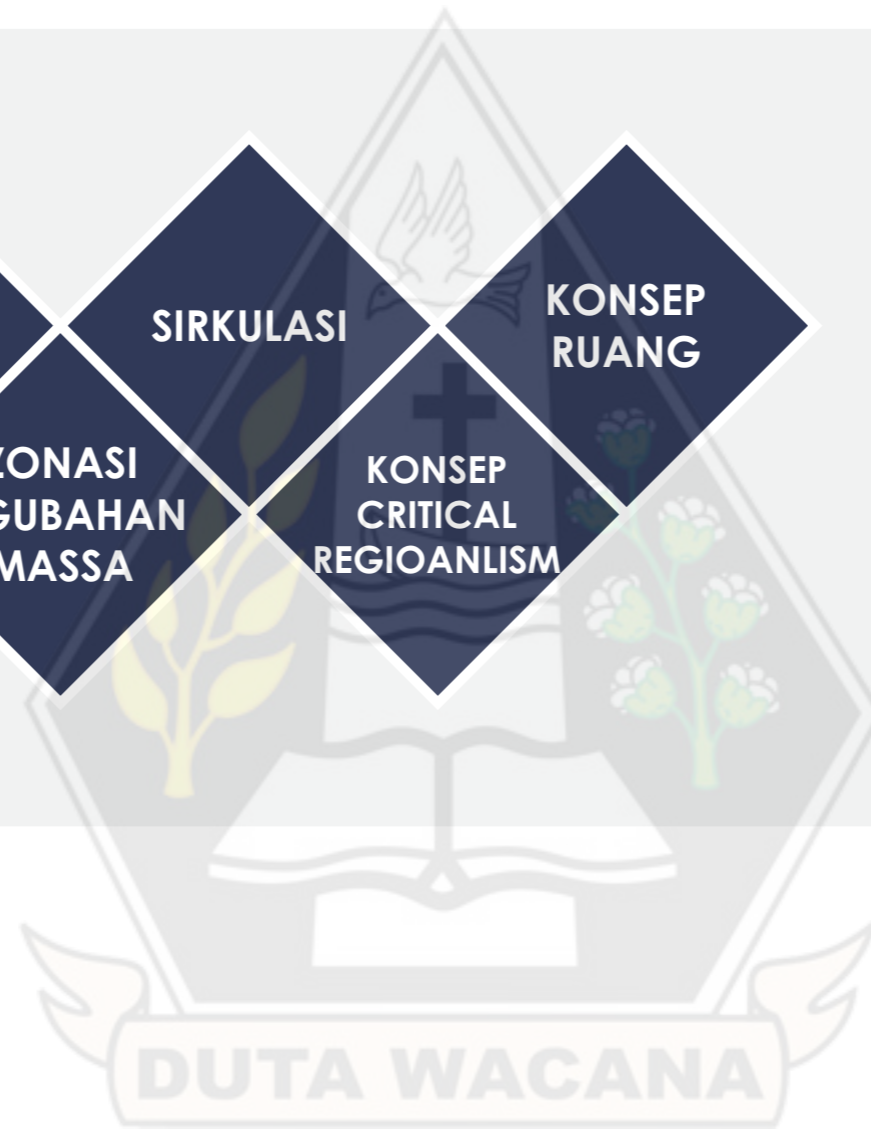 SIRKULASI
KONSEP
RUANG
ZONASI
GUBAHAN
MASSA
KONSEP
CRITICAL
REGIOANLISM
DUTA WACANA